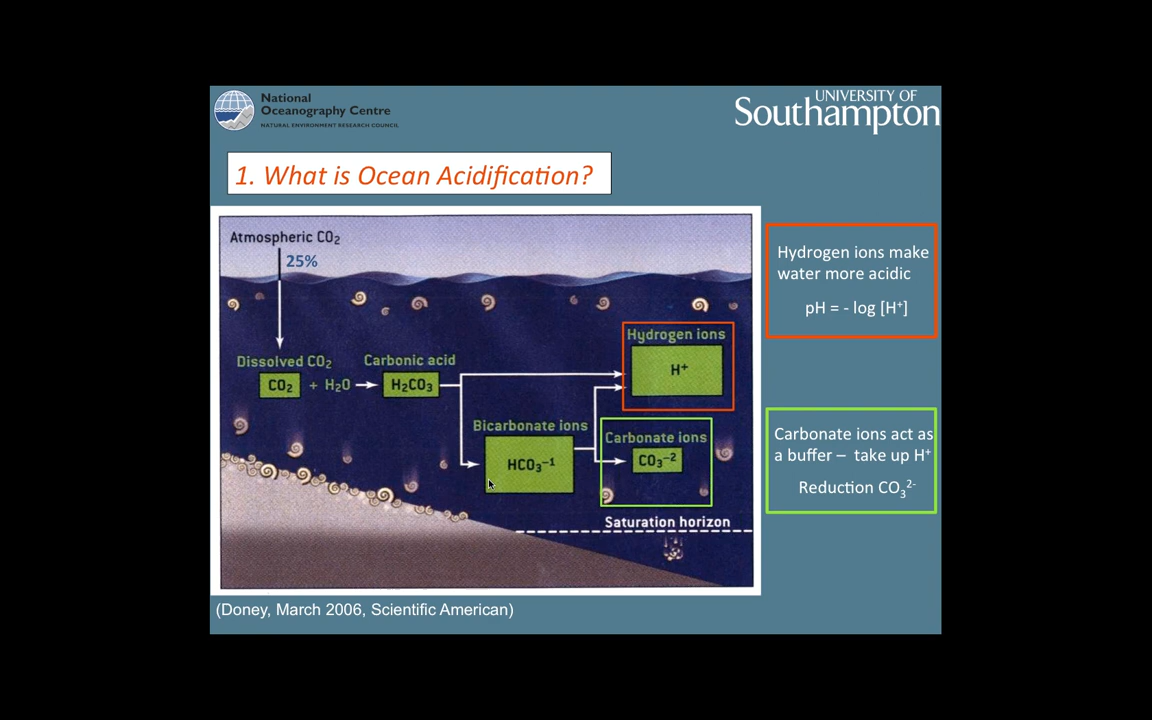 National
Oceanography Centre
NATURAL ENVIRONMENT RESEARCH COUNCIL
UNIVERSITY OF
Southampton
1. What is Ocean Acidification?
Atmospheric CO₂
25%
Hydrogen ions make
water more acidic
pH = - log [H⁺]
Hydrogen ions
H⁺
Dissolved CO₂
Carbonic acid
CO₂ + H₂O
H₂CO₃
Bicarbonate ions
HCO₃⁻¹
Carbonate ions
CO₃⁻²
Carbonate ions act as
a buffer – take up H⁺
Reduction CO₃²⁻
Saturation horizon
(Doney, March 2006, Scientific American)